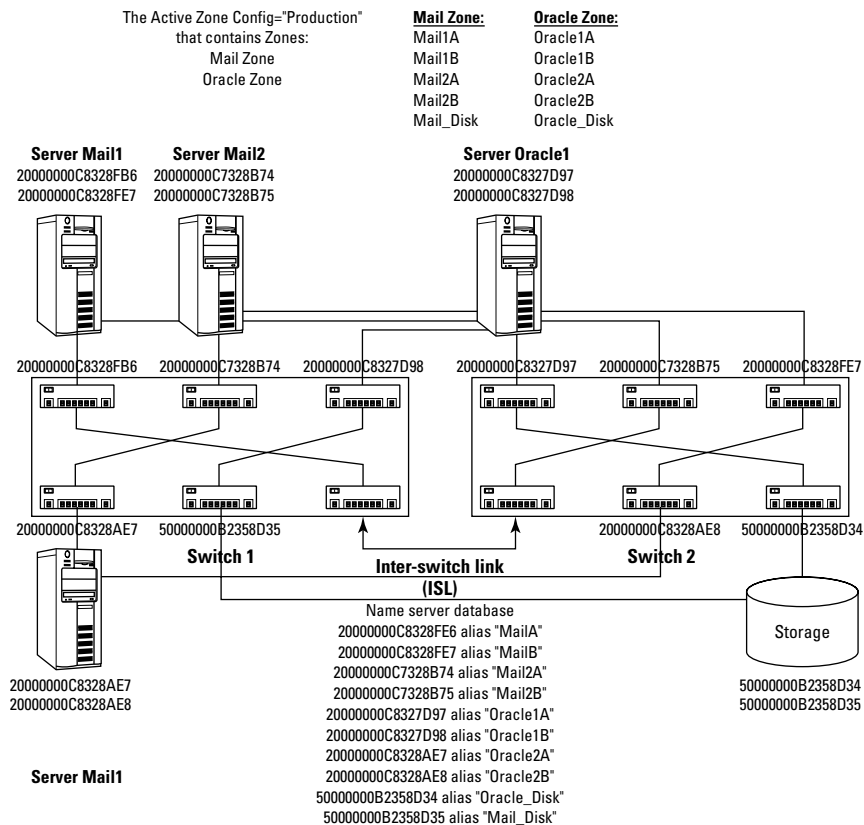 The Active Zone Config="Production"
that contains Zones:
Mail Zone
Oracle Zone
Mail Zone:
Mail1A
Mail1B
Mail2A
Mail2B
Mail_Disk
Oracle Zone:
Oracle1A
Oracle1B
Oracle2A
Oracle2B
Oracle_Disk
Server Mail1
20000000C8328FB6
20000000C8328FE7
Server Mail2
20000000C7328B74
20000000C7328B75
Server Oracle1
20000000C8327D97
20000000C8327D98
20000000C8328FB6 20000000C7328B74 20000000C8327D98 20000000C8327D97 20000000C7328B75 20000000C8328FE7
20000000C8328AE7 50000000B2358D35 20000000C8328AE8 50000000B2358D34
Switch 1
Switch 2
Inter-switch link
(ISL)
Name server database
20000000C8328FE6 alias "MailA"
20000000C8328FE7 alias "MailB"
20000000C7328B74 alias "Mail2A"
20000000C7328B75 alias "Mail2B"
20000000C8327D97 alias "Oracle1A"
20000000C8327D98 alias "Oracle1B"
20000000C8328AE7 alias "Oracle2A"
20000000C8328AE8 alias "Oracle2B"
50000000B2358D34 alias "Oracle_Disk"
50000000B2358D35 alias "Mail_Disk"
Storage
50000000B2358D34
50000000B2358D35
20000000C8328AE7
20000000C8328AE8
Server Mail1